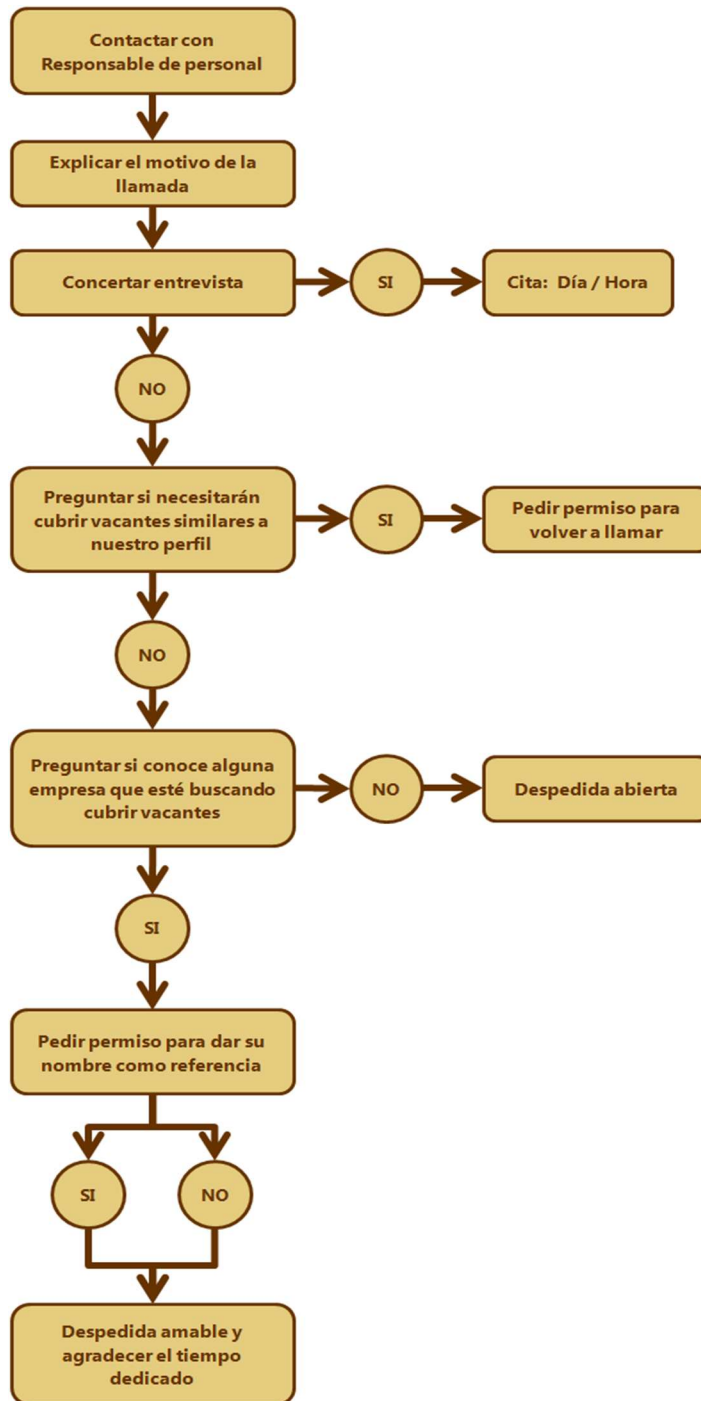 Contactar con
Responsable de personal
Explicar el motivo de la
llamada
Concertar entrevista
SI
Cita: Día / Hora
NO
Preguntar si necesitarán
cubrir vacantes similares a
nuestro perfil
SI
Pedir permiso para
volver a llamar
NO
Preguntar si conoce alguna
empresa que esté buscando
cubrir vacantes
NO
Despedida abierta
SI
Pedir permiso para dar su
nombre como referencia
SI
NO
Despedida amable y
agradecer el tiempo
dedicado